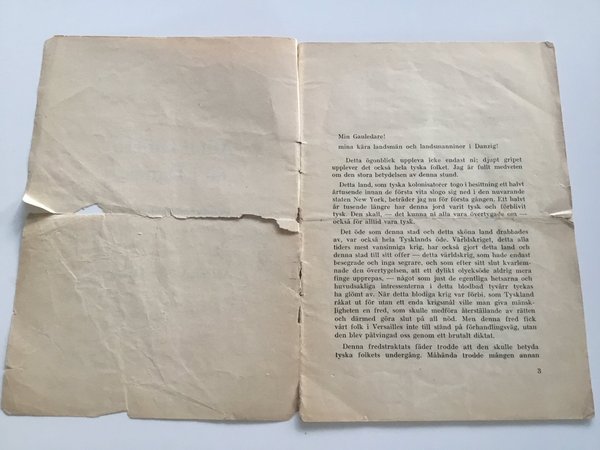 Min Gauledare!
mina kära landsmän och landsmanninor i Danzig!
Detta ögonblick uppleva icke endast ni; djupt gripet
upplever det också hela tyska folket. Jag är fullt medveten
om den stora betydelsen av denna stund.
Detta land, som tyska kolonisatorer togo i besittning ett halvt
årtusende innan de första vita slogo sig ned i den nuvarande
staten New York, beträder jag nu för första gången. Ett halvt
år tusende längre har denna jord varit tysk och förblivit
tysk. Den skall, — det kunna ni alla vara övertygade om —
också för alltid vara tysk.
Det öde som denna stad och detta sköna land drabbades
av, var också hela Tysklands öde. Världskriget, detta alla
tiders mest vansinniga krig, har också gjort detta land och
denna stad till sitt offer — detta världskrig, som hade endast
besegrade och inga segrare, och som efter sitt slut kvarlem-
nade den övertygelsen, att ett dylikt olycksöde aldrig mera
finge upprepas, — något som just de egentliga hetsarna och
huvudsakliga intressenterna i detta blodbad tyvärr tyckas
ha glömt av. När detta blodiga krig var förbi, som Tyskland
råkat ut för utan ett enda krigsmål ville man giva mänsk-
ligheten en fred, som skulle medföra återställande av rätten
och därmed göra slut på all nöd. Men denna fred fick
vårt folk i Versailles inte till stånd på förhandlingsväg, utan
den blev påtvingad oss genom ett brutalt diktat.
Denna fredstraktats fäder trodde att den skulle betyda
tyska folkets undergång. Måhända trodde mången annan
3